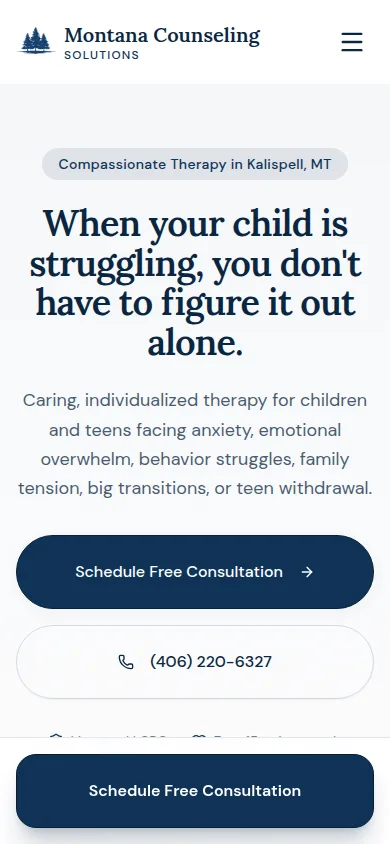 Montana Counseling
SOLUTIONS
Compassionate Therapy in Kalispell, MT
When your child is
struggling, you don't
have to figure it out
alone.
Caring, individualized therapy for children
and teens facing anxiety, emotional
overwhelm, behavior struggles, family
tension, big transitions, or teen withdrawal.
Schedule Free Consultation
(406) 220-6327
Schedule Free Consultation